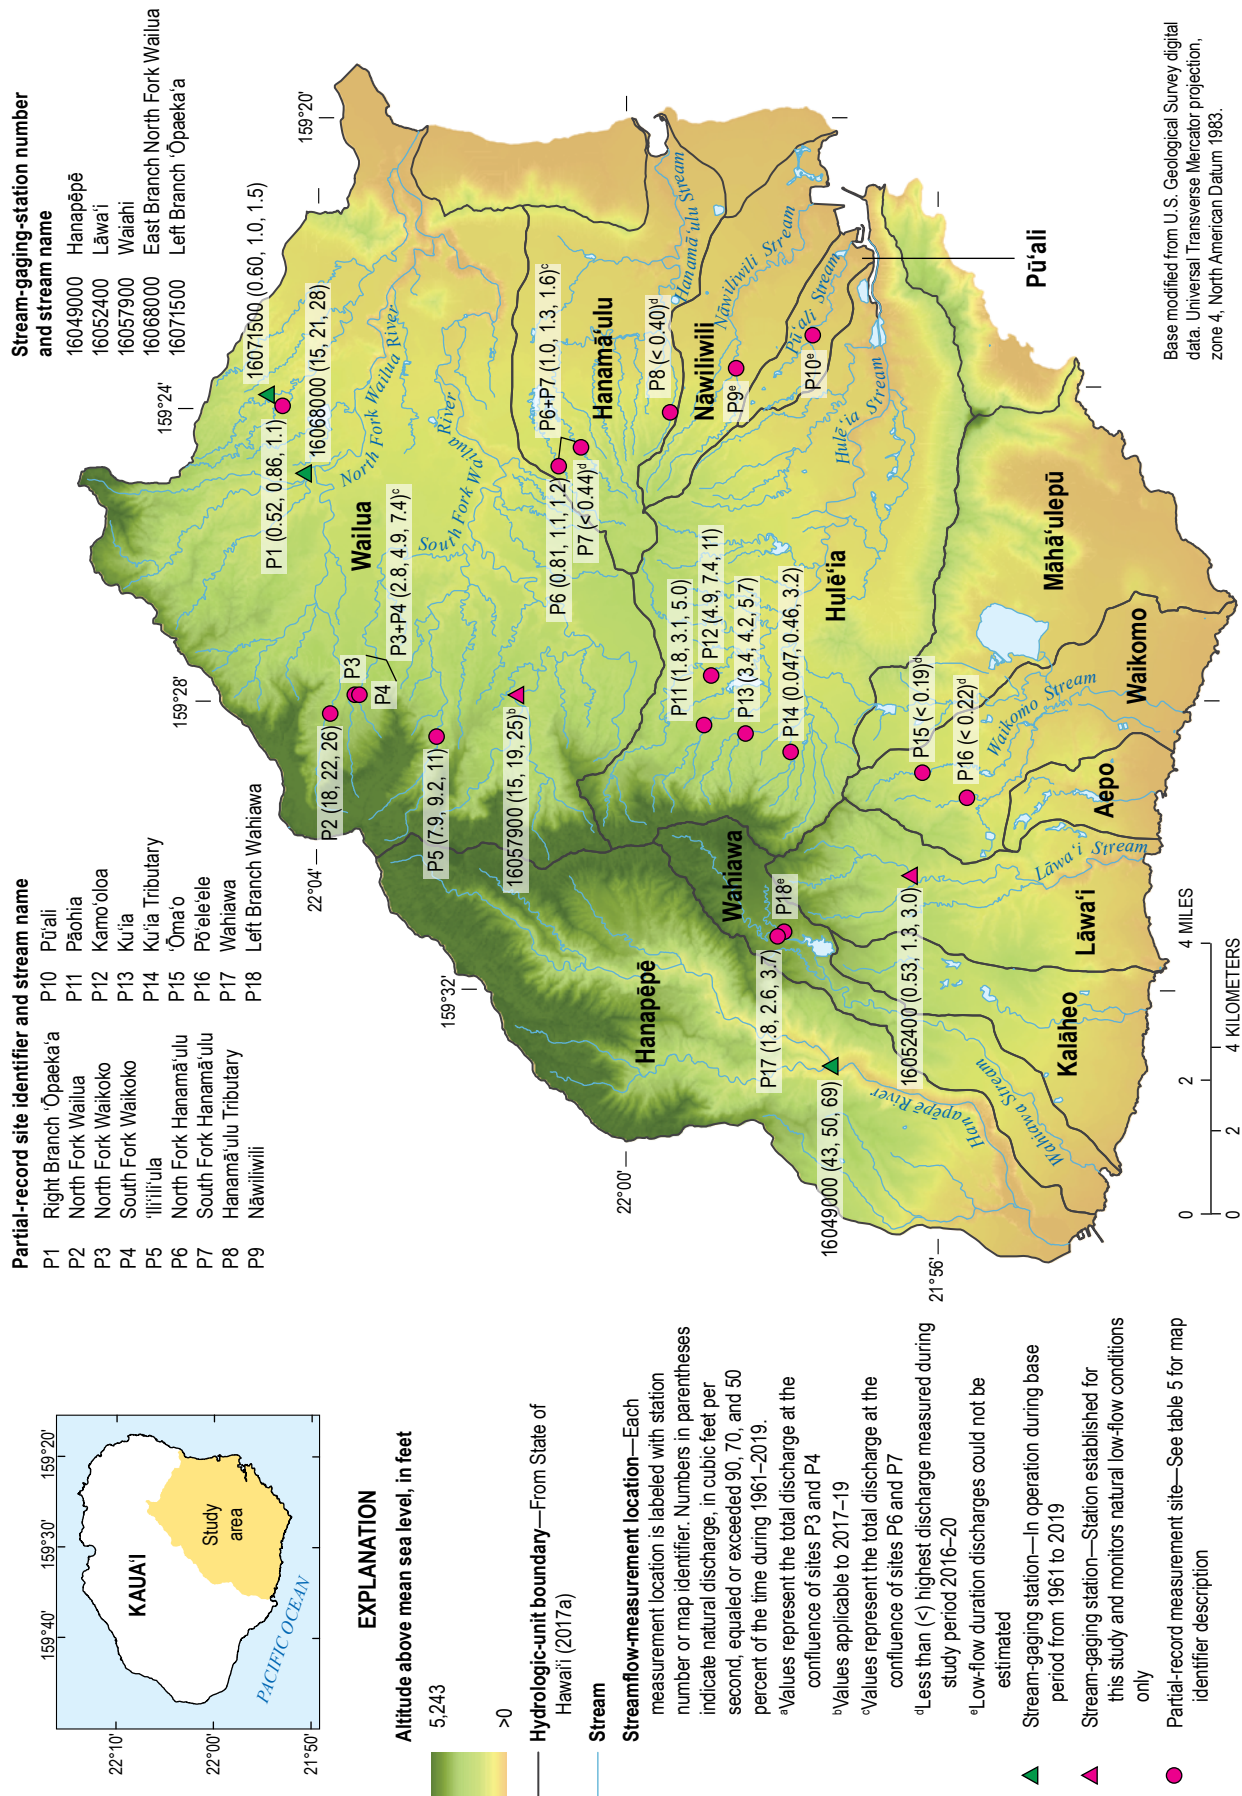 Partial-record site identifier and stream name
P1 Right Branch ʻŌpaekaʻa
P2 North Fork Wailua
P3 North Fork Waikoko
P4 South Fork Waikoko
P5 ʻIliʻiliʻula
P6 North Fork Hanamāʻulu
P7 South Fork Hanamāʻulu
P8 Hanamāʻulu Tributary
P9 Nāwiliwili
P10 Pūʻali
P11 Pāohia
P12 Kamoʻoloa
P13 Kuʻia
P14 Kuʻia Tributary
P15 ʻŌmaʻo
P16 Pōʻeleʻele
P17 Wahiawa
P18 Left Branch Wahiawa
Stream-gaging-station number
and stream name
16049000 Hanapēpē
16052400 Lāwaʻi
16057900 Waiahi
16068000 East Branch North Fork Wailua
16071500 Left Branch ʻŌpaekaʻa
159°20'
159°24'
159°28'
159°32'
22°04'
22°00'
21°56'
16071500 (0.60, 1.0, 1.5)
P1 (0.52, 0.86, 1.1)
16068000 (15, 21, 28)
North Fork Wailua River
Wailua
South Fork Wailua River
P2 (18, 22, 26)
P3
P4
P3+P4 (2.8, 4.9, 7.4)ᶜ
P5 (7.9, 9.2, 11)
16057900 (15, 19, 25)ᵇ
P6 (0.81, 1.1, 1.2)
P7 (< 0.44)ᵈ
P6+P7 (1.0, 1.3, 1.6)ᶜ
Hanamāʻulu
Hanamāʻulu Stream
P8 (< 0.40)ᵈ
Nāwiliwili
Nāwiliwili Stream
P9ᵉ
Pūʻali Stream
P10ᵉ
Pūʻali
Hulēʻia Stream
Hulēʻia
P11 (1.8, 3.1, 5.0)
P12 (4.9, 7.4, 11)
P13 (3.4, 4.2, 5.7)
P14 (0.047, 0.46, 3.2)
Māhāʻulepū
Waikomo
P15 (< 0.19)ᵈ
P16 (< 0.22)ᵈ
Waikomo Stream
Aepo
Lāwaʻi Stream
Lāwaʻi
Wahiawa
P18ᵉ
P17 (1.8, 2.6, 3.7)
16052400 (0.53, 1.3, 3.0)
Kalāheo
Wahiawa Stream
Hanapēpē
Hanapēpē River
16049000 (43, 50, 69)
0 2 4 MILES
0 2 4 KILOMETERS
Base modified from U.S. Geological Survey digital
data. Universal Transverse Mercator projection,
zone 4, North American Datum 1983.
159°40'
159°30'
159°20'
22°10'
22°00'
21°50'
KAUAʻI
Study
area
PACIFIC OCEAN
EXPLANATION
Altitude above mean sea level, in feet
5,243
>0
Hydrologic-unit boundary—From State of
Hawaiʻi (2017a)
Stream
Streamflow-measurement location—Each
measurement location is labeled with station
number or map identifier. Numbers in parentheses
indicate natural discharge, in cubic feet per
second, equaled or exceeded 90, 70, and 50
percent of the time during 1961–2019.
ᵃValues represent the total discharge at the
confluence of sites P3 and P4
ᵇValues applicable to 2017–19
ᶜValues represent the total discharge at the
confluence of sites P6 and P7
ᵈLess than (<) highest discharge measured during
study period 2016–20
ᵉLow-flow duration discharges could not be
estimated
Stream-gaging station—In operation during base
period from 1961 to 2019
Stream-gaging station—Station established for
this study and monitors natural low-flow conditions
only
Partial-record measurement site—See table 5 for map
identifier description